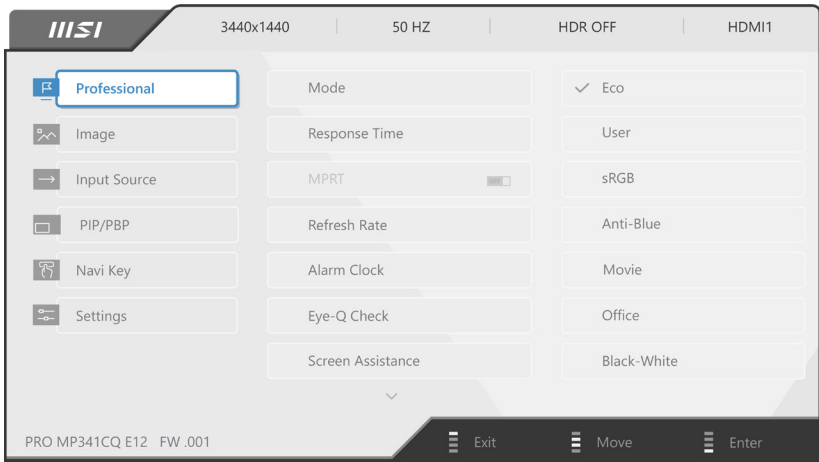 msi 3440x1440 50 HZ HDR OFF HDMI1
Professional Mode Eco
Image Response Time User
Input Source MPRT OFF sRGB
PIP/PBP Refresh Rate Anti-Blue
Navi Key Alarm Clock Movie
Settings Eye-Q Check Office
Screen Assistance Black-White
PRO MP341CQ E12 FW .001 Exit Move Enter